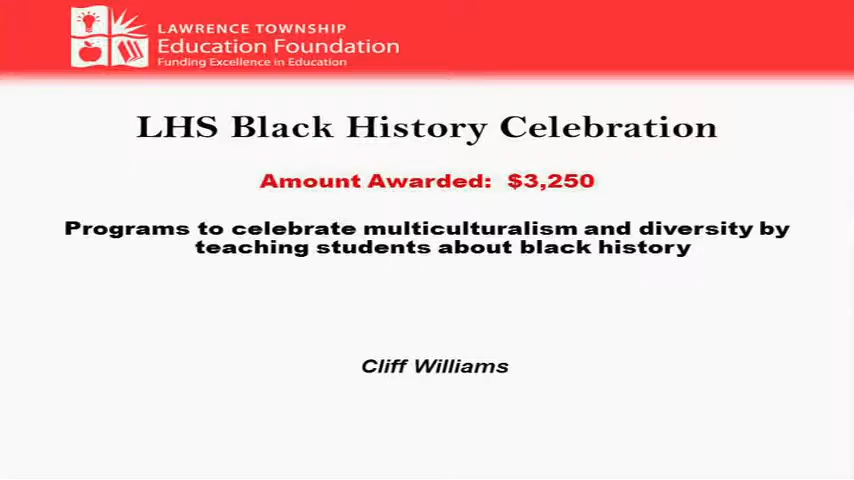 LAWRENCE TOWNSHIP
Education Foundation
Funding Excellence in Education
LHS Black History Celebration
Amount Awarded: $3,250
Programs to celebrate multiculturalism and diversity by
teaching students about black history
Cliff Williams